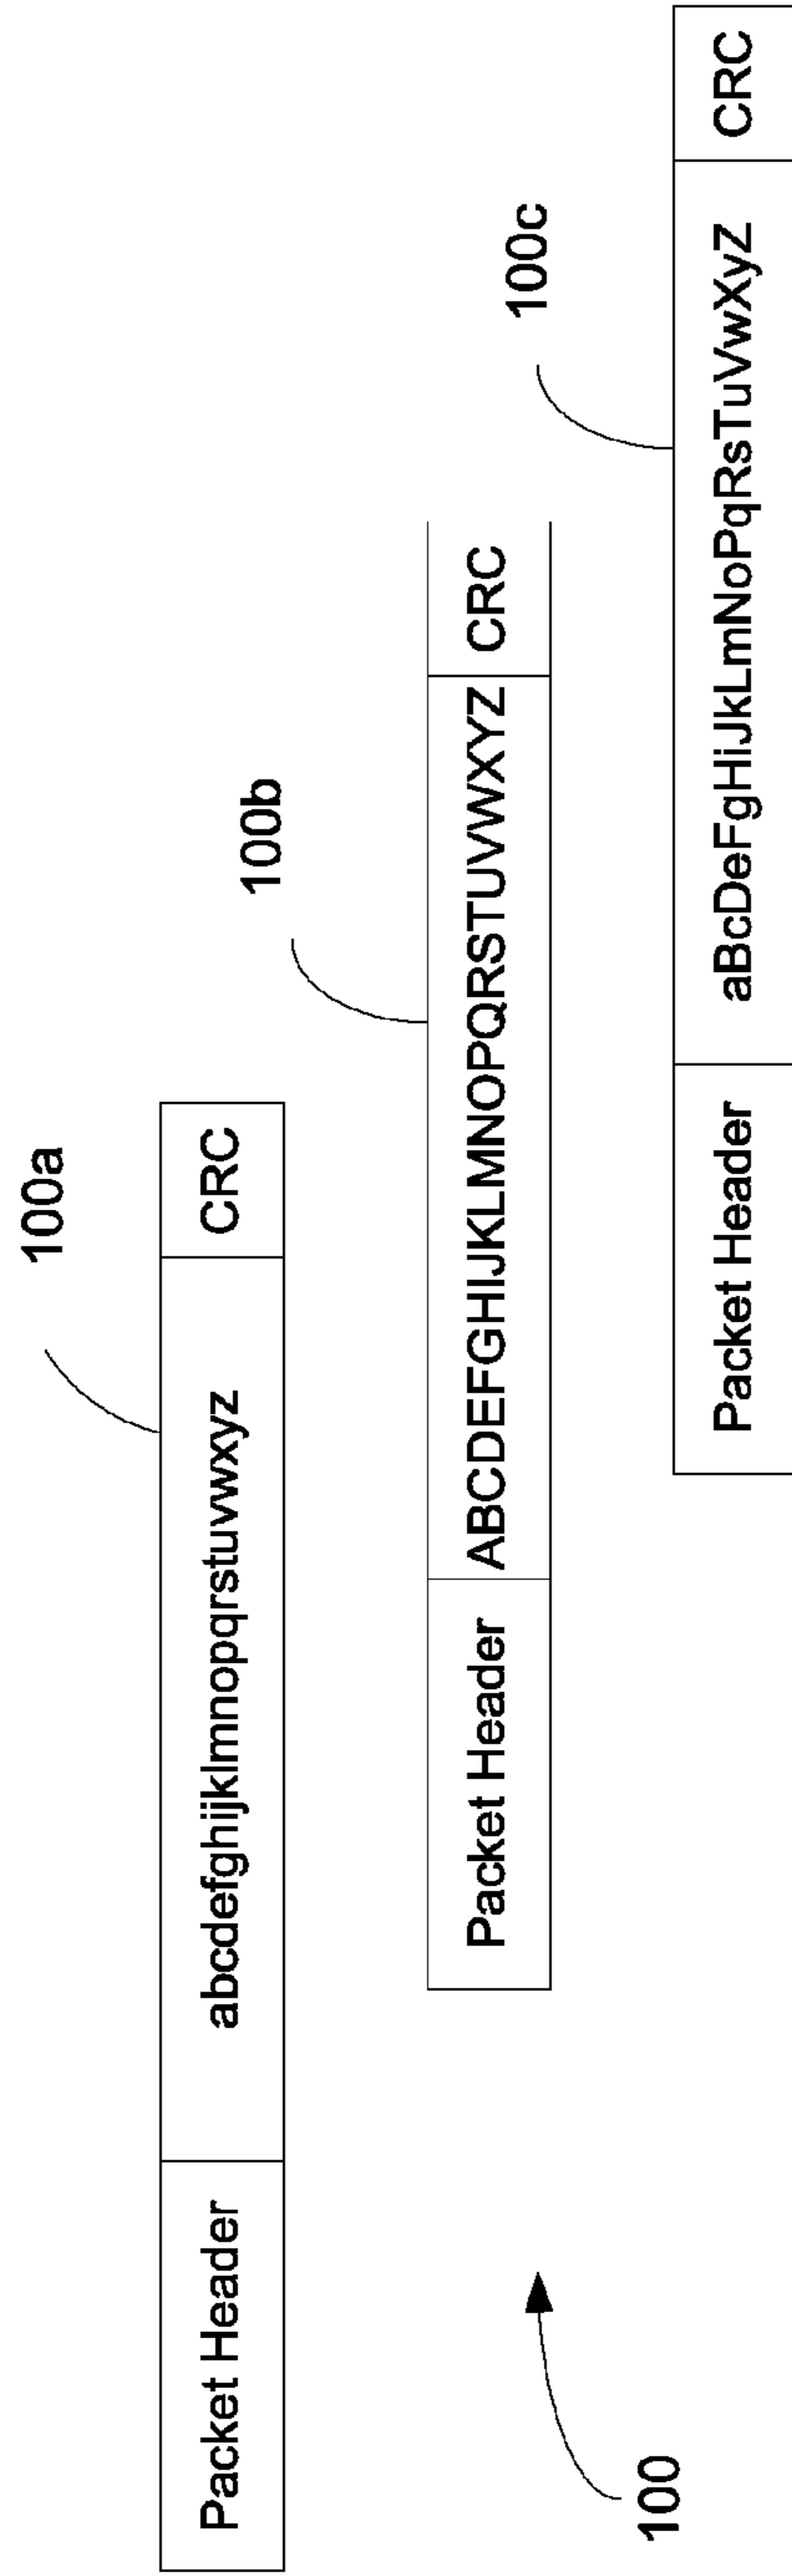 100a
Packet Header abcdefghijklmnopqrstuvwxyz CRC
100b
Packet Header ABCDEFGHIJKLMNOPQRSTUVWXYZ CRC
100c
100
Packet Header aBcDeFgHiJkLmNoPqRsTuVwXyZ CRC